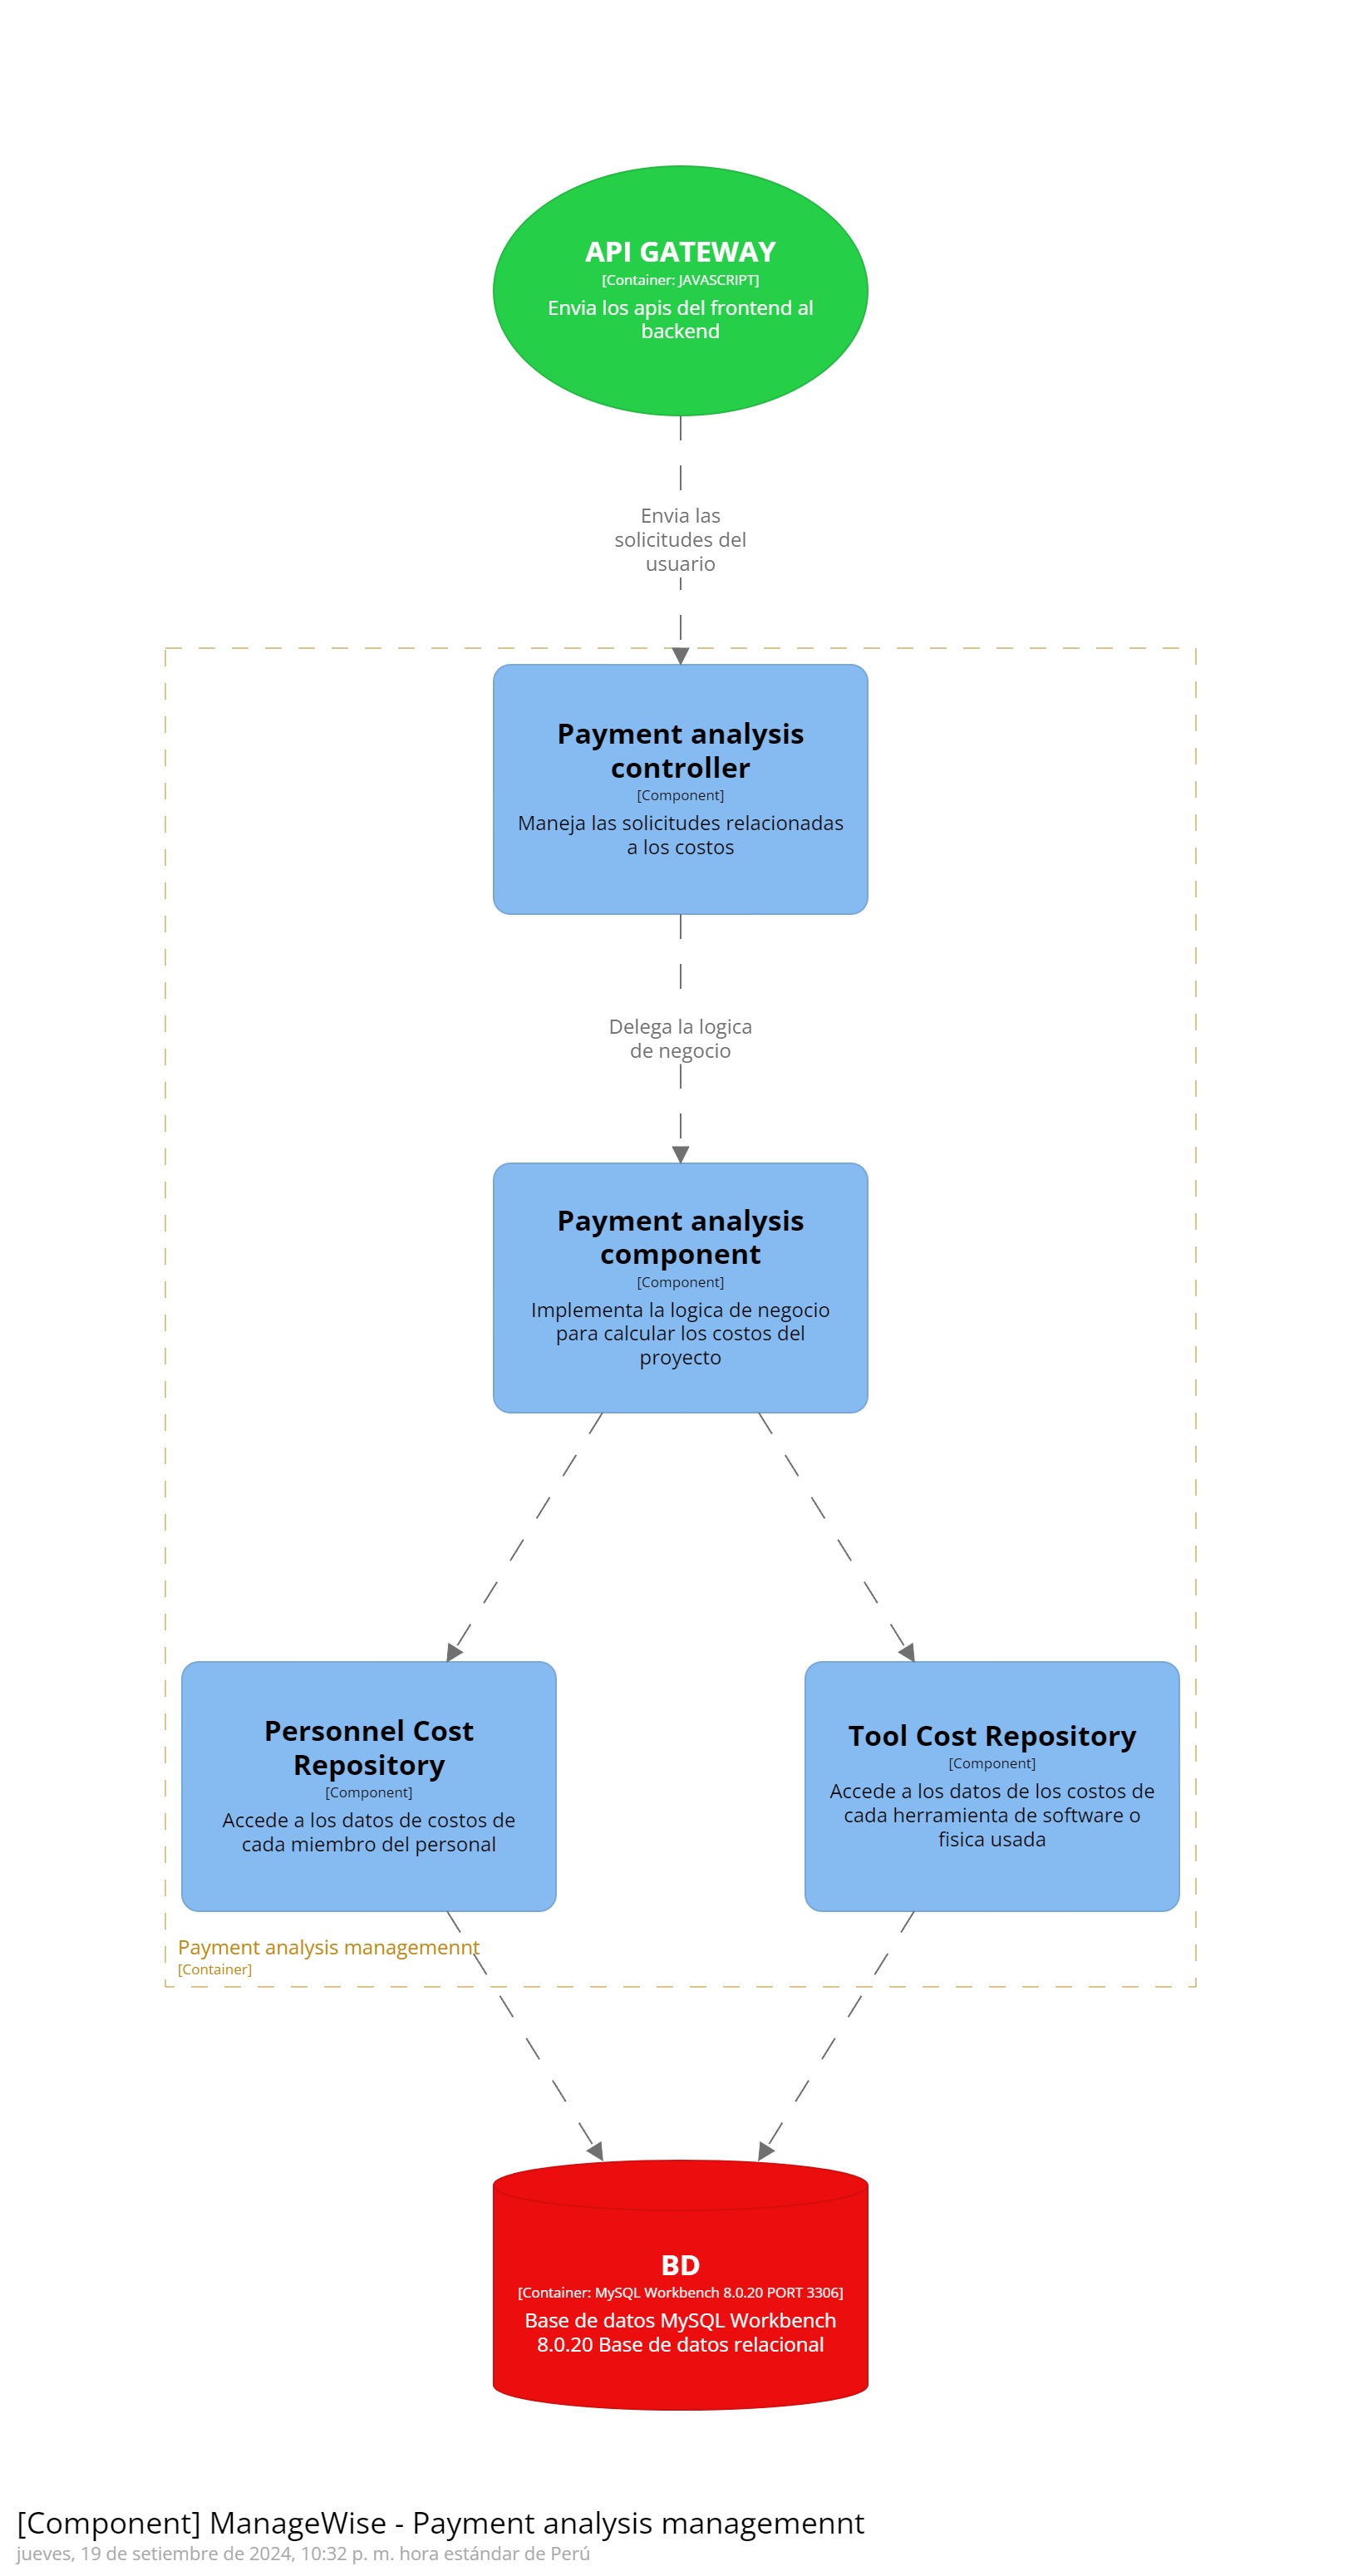 API GATEWAY
[Container: JAVASCRIPT]
Envia los apis del frontend al
backend
Envia las
solicitudes del
usuario
Payment analysis
controller
[Component]
Maneja las solicitudes relacionadas
a los costos
Delega la logica
de negocio
Payment analysis
component
[Component]
Implementa la logica de negocio
para calcular los costos del
proyecto
Personnel Cost
Repository
[Component]
Accede a los datos de costos de
cada miembro del personal
Tool Cost Repository
[Component]
Accede a los datos de los costos de
cada herramienta de software o
fisica usada
Payment analysis managemennt
[Container]
BD
[Container: MySQL Workbench 8.0.20 PORT 3306]
Base de datos MySQL Workbench
8.0.20 Base de datos relacional
[Component] ManageWise - Payment analysis managemennt
jueves, 19 de setiembre de 2024, 10:32 p. m. hora estándar de Perú